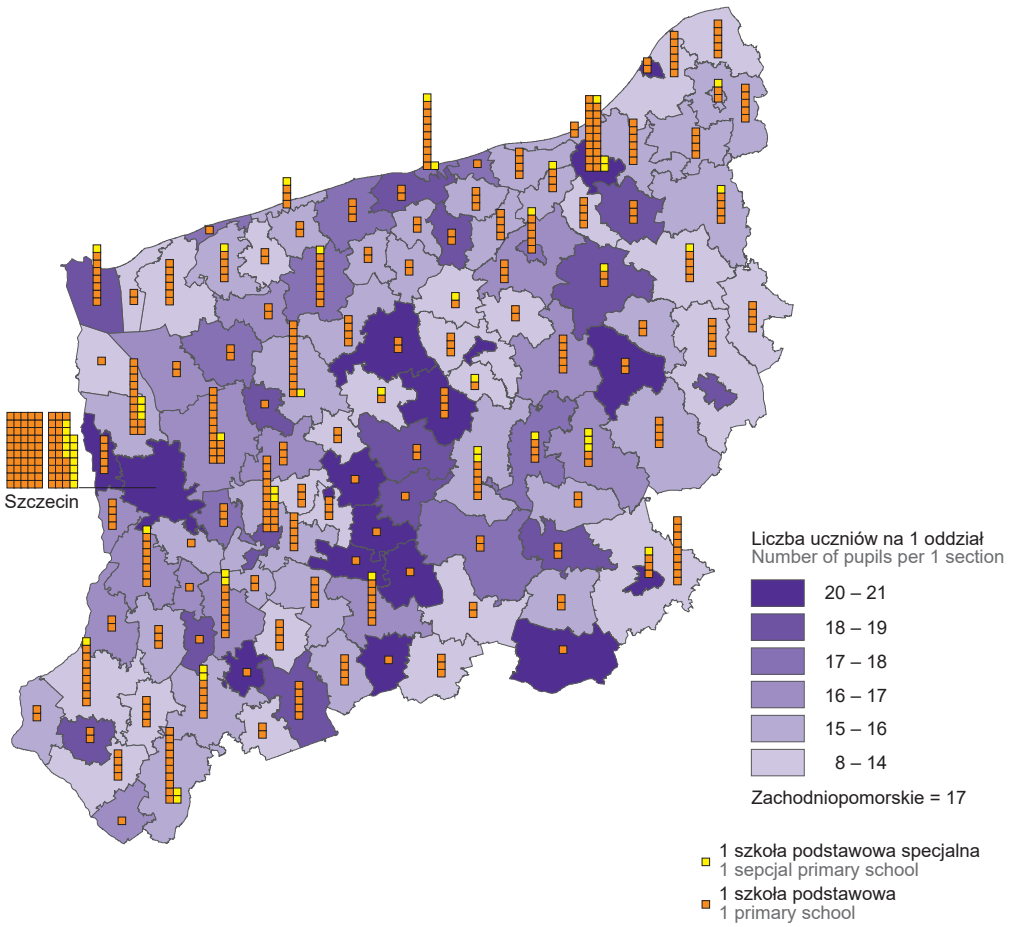 Szczecin
Liczba uczniów na 1 oddział
Number of pupils per 1 section
20 – 21
18 – 19
17 – 18
16 – 17
15 – 16
8 – 14
Zachodniopomorskie = 17
1 szkoła podstawowa specjalna
1 sepcjal primary school
1 szkoła podstawowa
1 primary school